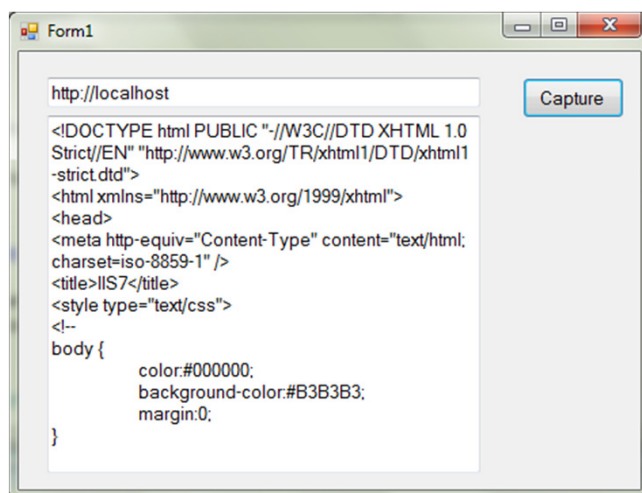 Form1
http://localhost
Capture
<!DOCTYPE html PUBLIC "-//W3C//DTD XHTML 1.0
Strict//EN" "http://www.w3.org/TR/xhtml1/DTD/xhtml1
-strict.dtd">
<html xmlns="http://www.w3.org/1999/xhtml">
<head>
<meta http-equiv="Content-Type" content="text/html;
charset=iso-8859-1" />
<title>IIS7</title>
<style type="text/css">
<!--
body {
color:#000000;
background-color:#B3B3B3;
margin:0;
}